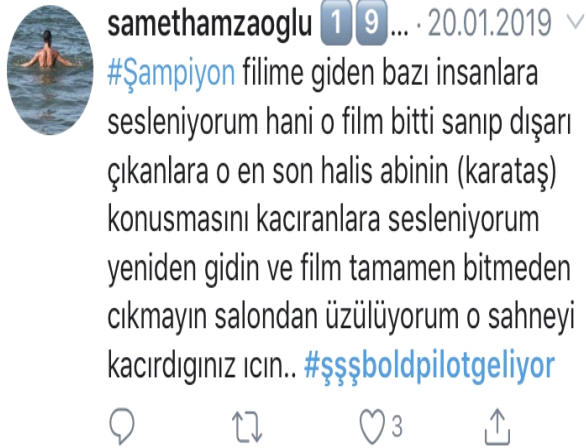 samethamzaoglu 1️⃣9️⃣... · 20.01.2019
#Şampiyon filime giden bazı insanlara
sesleniyorum hani o film bitti sanıp dışarı
çıkanlara o en son halis abinin (karataş)
konusmasını kacıranlara sesleniyorum
yeniden gidin ve film tamamen bitmeden
cıkmayın salondan üzülüyorum o sahneyi
kacırdıgınız ıcın.. #şşşboldpilotgeliyor
3